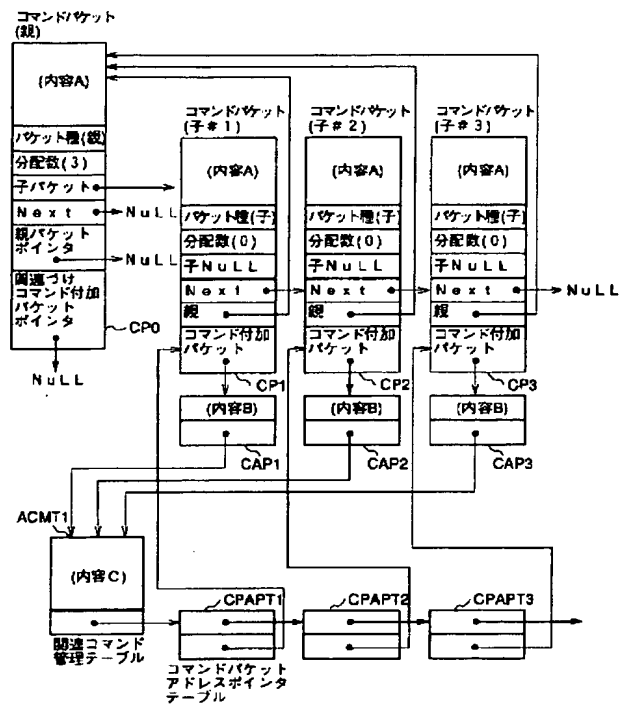 コマンドパケット
(親)
(内容A)
パケット種(親)
分配数(3)
子パケット
Next
NuLL
親パケット
ポインタ
NuLL
関連づけ
コマンド付加
パケット
ポインタ
CP0
NuLL
コマンドパケット
(子#1)
(内容A)
パケット種(子)
分配数(0)
子NuLL
Next
親
コマンド付加
パケット
CP1
(内容B)
CAP1
コマンドパケット
(子#2)
(内容A)
パケット種(子)
分配数(0)
子NuLL
Next
親
コマンド付加
パケット
CP2
(内容B)
CAP2
コマンドパケット
(子#3)
(内容A)
パケット種(子)
分配数(0)
子NuLL
Next
NuLL
親
コマンド付加
パケット
CP3
(内容B)
CAP3
ACMT1
(内容C)
関連コマンド
管理テーブル
CPAPT1
コマンドパケット
アドレスポインタ
テーブル
CPAPT2
CPAPT3